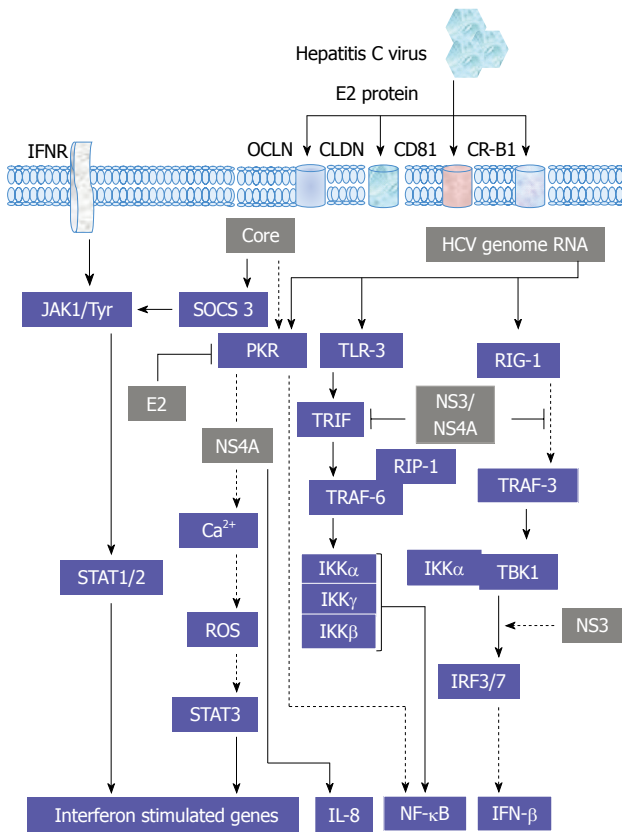 Hepatitis C virus
E2 protein
IFNR
OCLN CLDN CD81 CR-B1
Core
HCV genome RNA
JAK1/Tyr
SOCS 3
PKR
TLR-3
RIG-1
E2
NS3/
NS4A
TRIF
NS4A
RIP-1
TRAF-6
TRAF-3
Ca²⁺
IKKα
IKKγ
IKKβ
IKKα
TBK1
STAT1/2
ROS
NS3
IRF3/7
STAT3
Interferon stimulated genes
IL-8
NF-κB
IFN-β